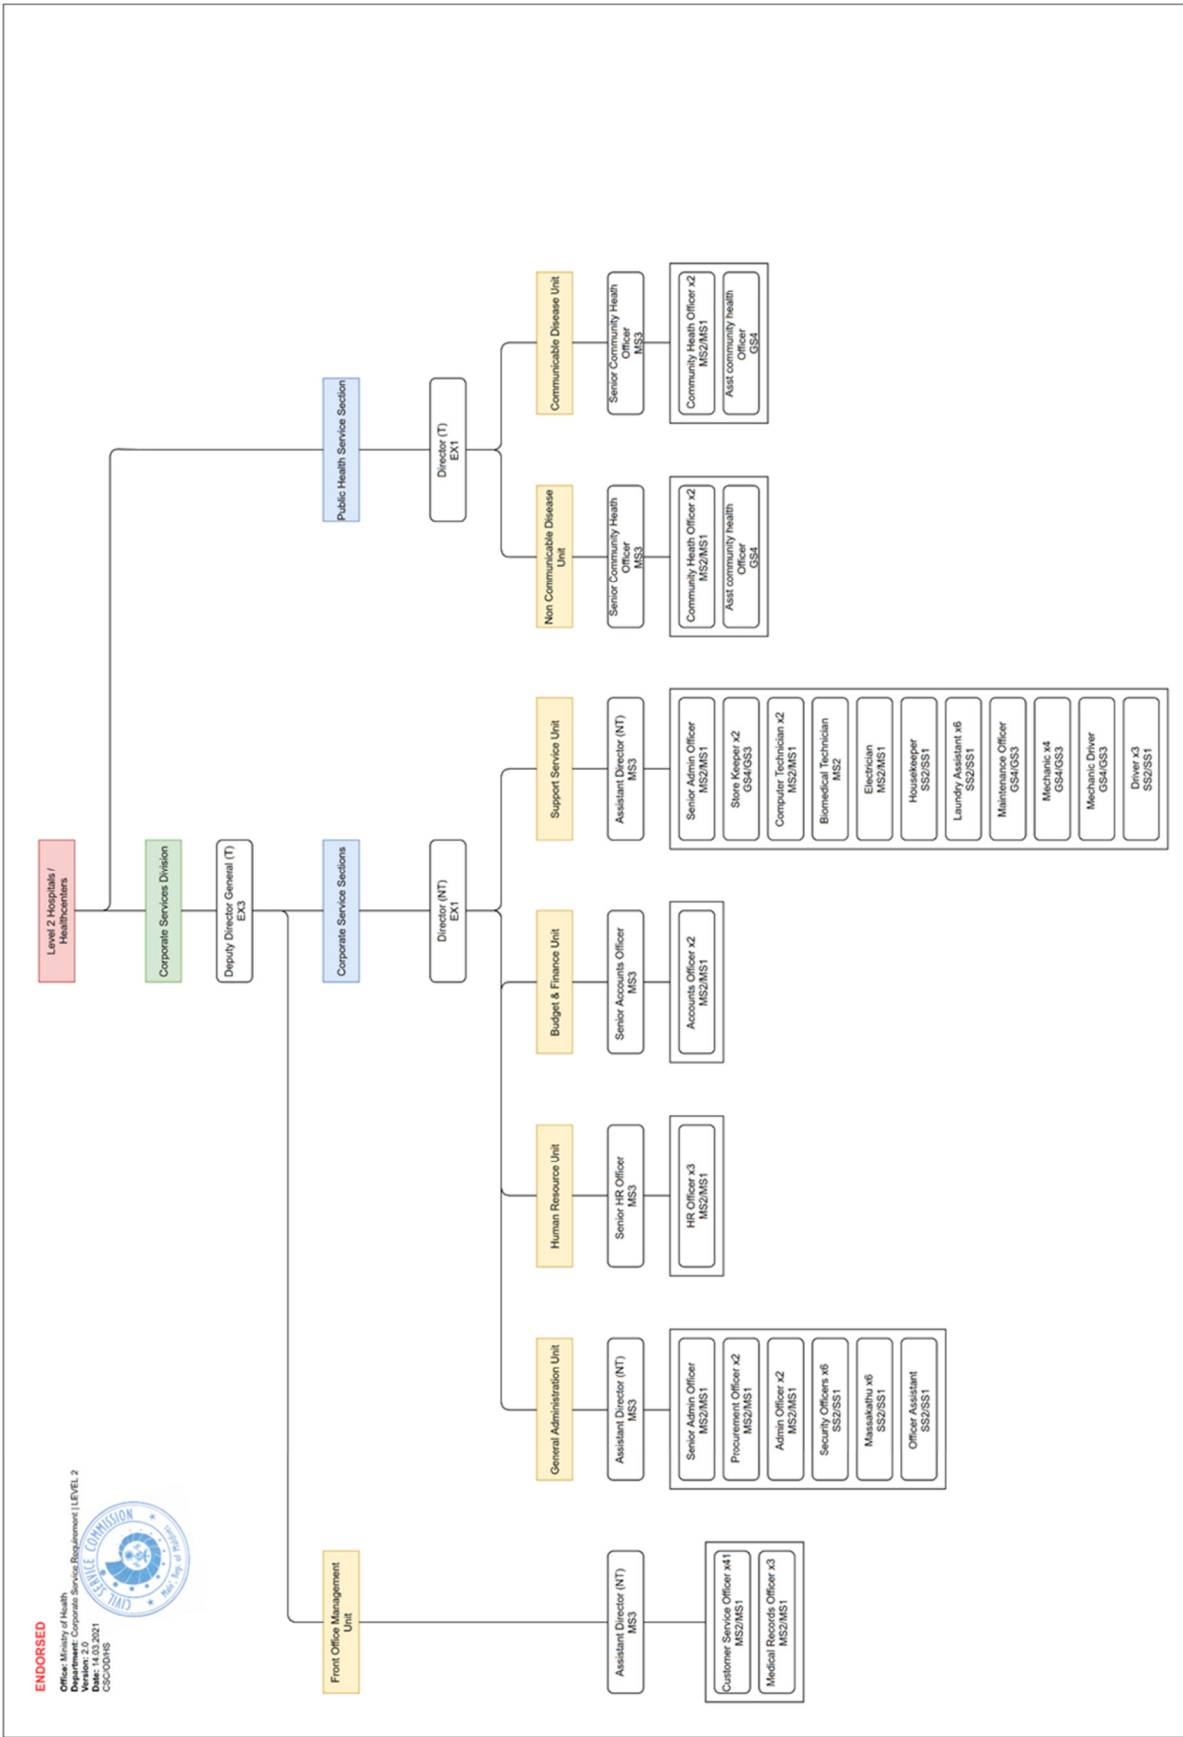 ENDORSED
Office: Ministry of Health
Department: Corporate Service Requirement | LEVEL 2
Version: 2.0
Date: 14.03.2021
CSC/OD/HS
CIVIL SERVICE COMMISSION
Male', Rep. of Maldives
Level 2 Hospitals /
Healthcenters
Corporate Services Division
Deputy Director General (T)
EX3
Front Office Management
Unit
Assistant Director (NT)
MS3
Customer Service Officer x41
MS2/MS1
Medical Records Officer x3
MS2/MS1
Corporate Service Sections
Director (NT)
EX1
General Administration Unit
Assistant Director (NT)
MS3
Senior Admin Officer
MS2/MS1
Procurement Officer x2
MS2/MS1
Admin Officer x2
MS2/MS1
Security Officers x6
SS2/SS1
Massakathu x6
SS2/SS1
Officer Assistant
SS2/SS1
Human Resource Unit
Senior HR Officer
MS3
HR Officer x3
MS2/MS1
Budget & Finance Unit
Senior Accounts Officer
MS3
Accounts Officer x2
MS2/MS1
Support Service Unit
Assistant Director (NT)
MS3
Senior Admin Officer
MS2/MS1
Store Keeper x2
GS4/GS3
Computer Technician x2
MS2/MS1
Biomedical Technician
MS2
Electrician
MS2/MS1
Housekeeper
SS2/SS1
Laundry Assistant x6
SS2/SS1
Maintenance Officer
GS4/GS3
Mechanic x4
GS4/GS3
Mechanic Driver
GS4/GS3
Driver x3
SS2/SS1
Public Health Service Section
Director (T)
EX1
Non Communicable Disease
Unit
Senior Community Heath
Officer
MS3
Community Heath Officer x2
MS2/MS1
Asst community health
Officer
GS4
Communicable Disease Unit
Senior Community Heath
Officer
MS3
Community Heath Officer x2
MS2/MS1
Asst community health
Officer
GS4